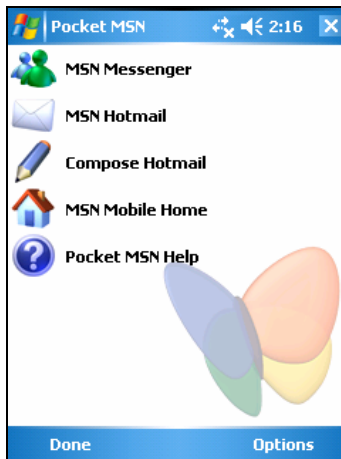 Pocket MSN 2:16
MSN Messenger
MSN Hotmail
Compose Hotmail
MSN Mobile Home
Pocket MSN Help
Done Options